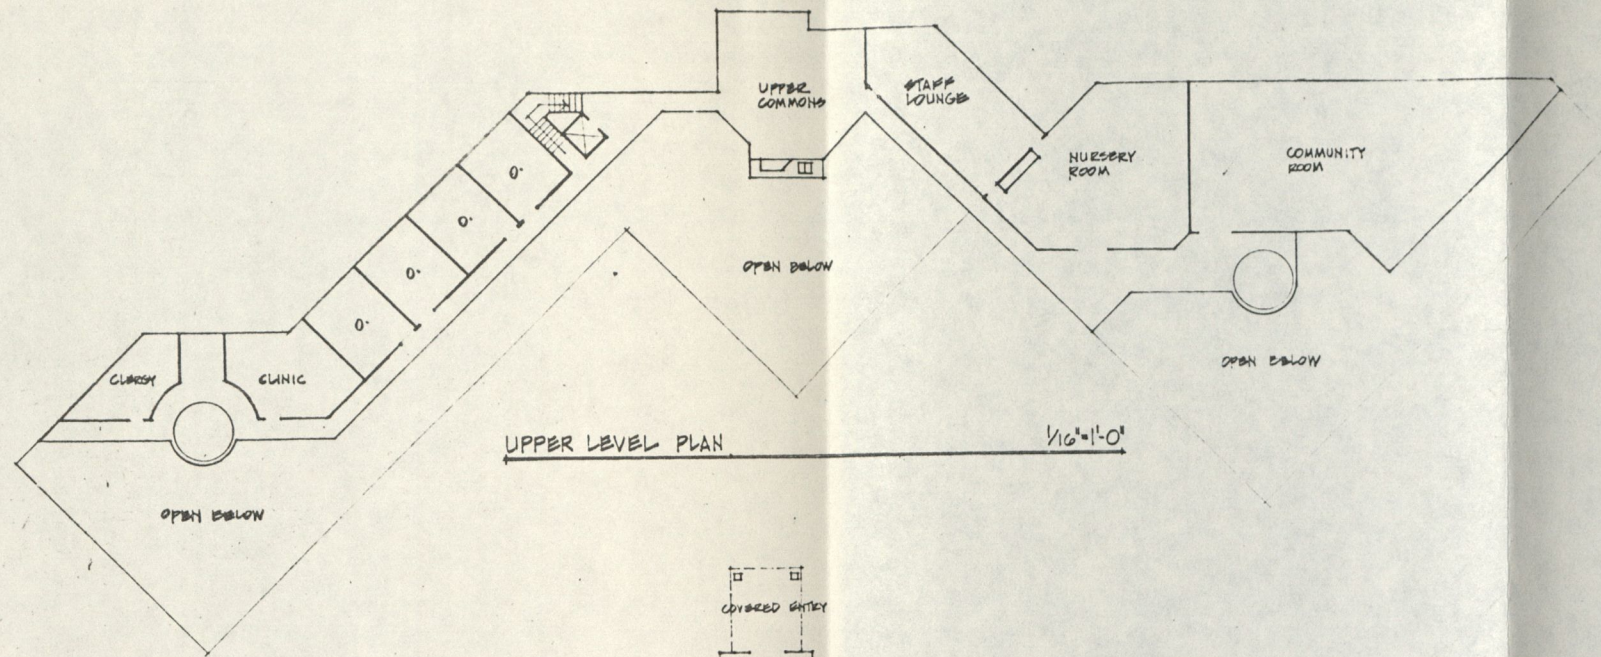 UPPER
COMMONS
STAFF
LOUNGE
NURSERY
ROOM
COMMUNITY
ROOM
O.
O.
O.
O.
OPEN BELOW
CLERGY
CLINIC
OPEN BELOW
UPPER LEVEL PLAN
1/16"=1'-0"
OPEN BELOW
COVERED ENTRY